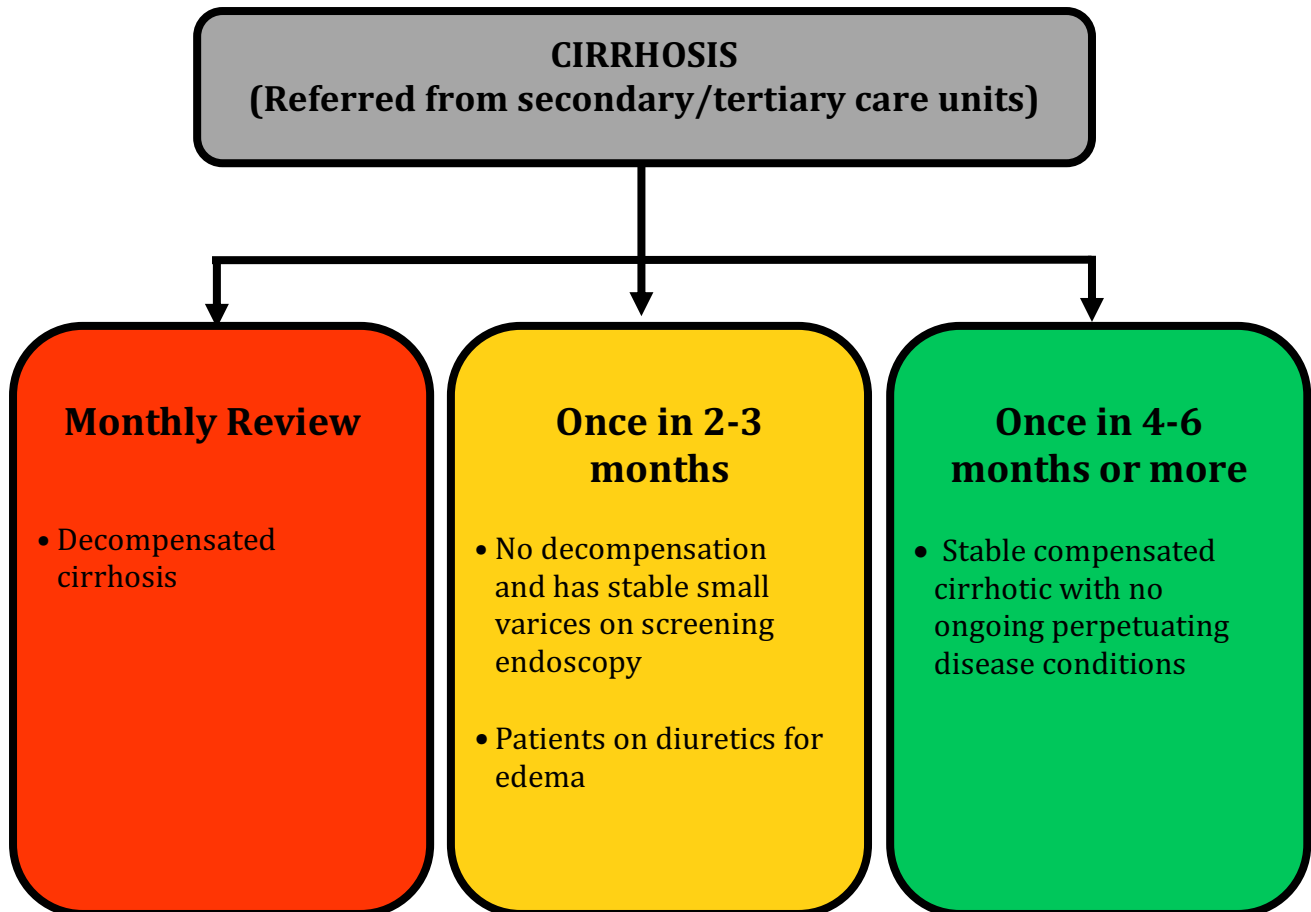 CIRRHOSIS
(Referred from secondary/tertiary care units)
Monthly Review
• Decompensated
cirrhosis
Once in 2-3
months
• No decompensation
and has stable small
varices on screening
endoscopy
• Patients on diuretics for
edema
Once in 4-6
months or more
• Stable compensated
cirrhotic with no
ongoing perpetuating
disease conditions